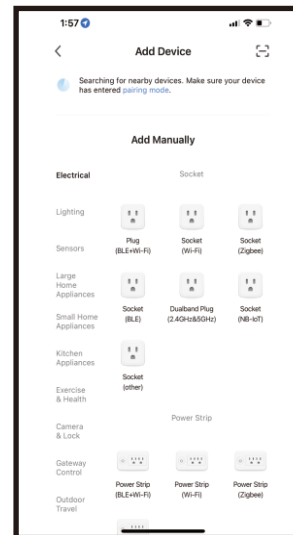 1:57
Add Device
Searching for nearby devices. Make sure your device
has entered pairing mode.
Add Manually
Electrical
Lighting
Sensors
Large
Home
Appliances
Small Home
Appliances
Kitchen
Appliances
Exercise
& Health
Camera
& Lock
Gateway
Control
Outdoor
Travel
Socket
Plug
(BLE+Wi-Fi)
Socket
(Wi-Fi)
Socket
(Zigbee)
Socket
(BLE)
Dualband Plug
(2.4GHz&5GHz)
Socket
(NB-IoT)
Socket
(other)
Power Strip
Power Strip
(BLE+Wi-Fi)
Power Strip
(Wi-Fi)
Power Strip
(Zigbee)